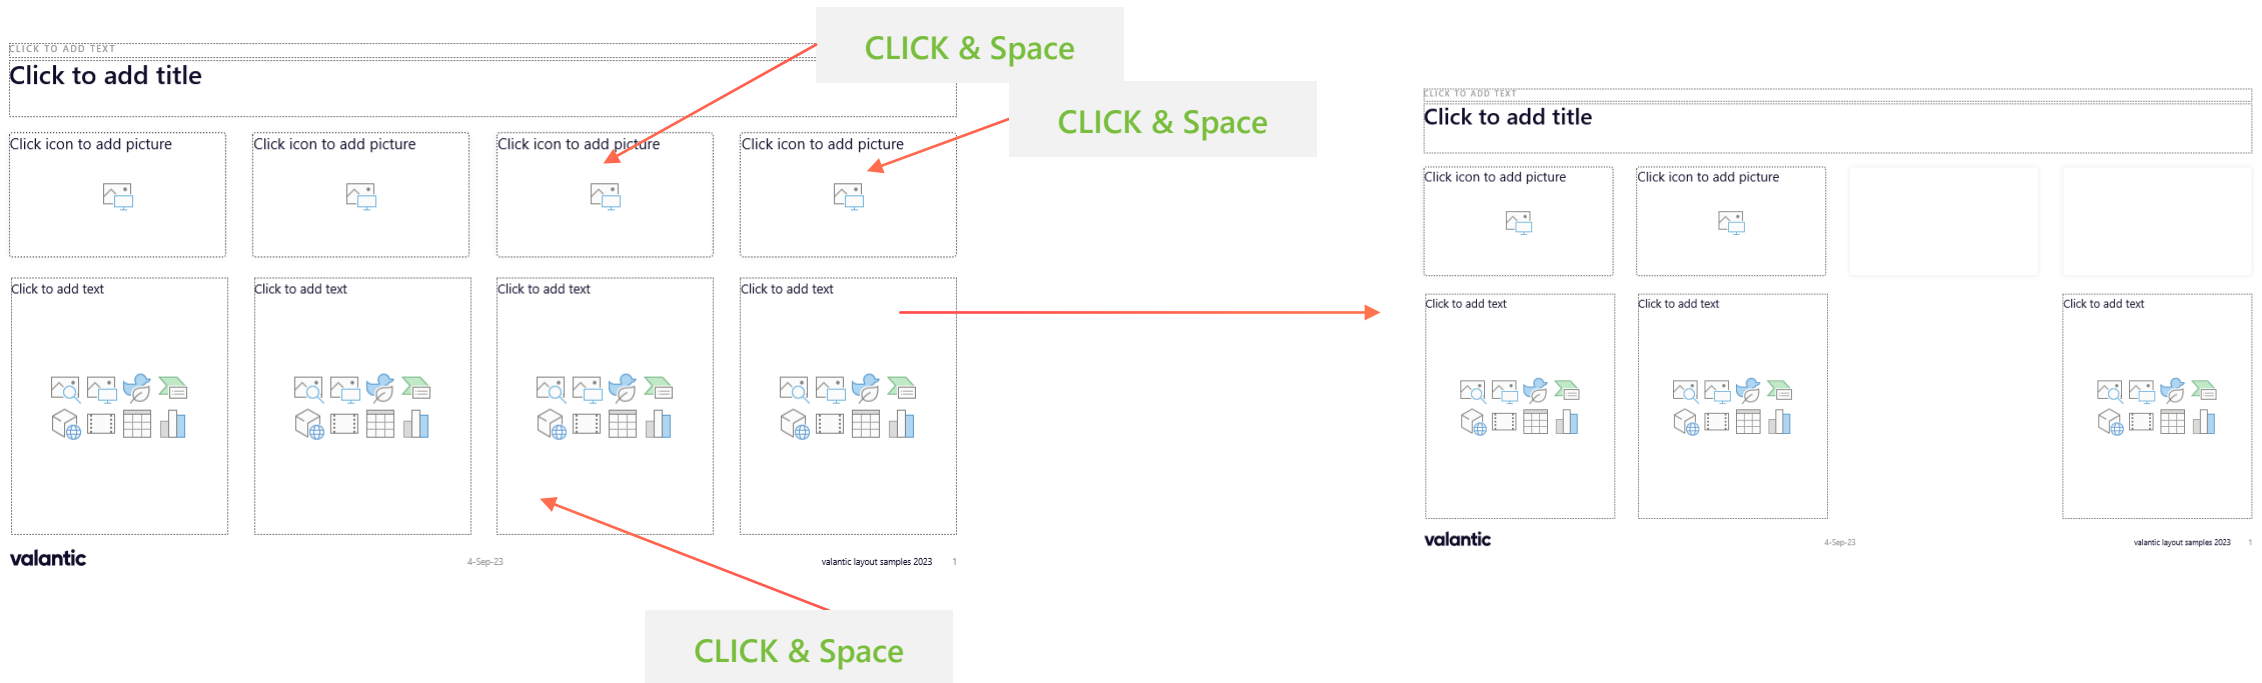 CLICK & Space
CLICK TO ADD TEXT
Click to add title
CLICK & Space
Click icon to add picture
Click icon to add picture
Click icon to add picture
Click icon to add picture
Click to add text
Click to add text
Click to add text
Click to add text
valantic
4-Sep-23
valantic layout samples 2023
1
CLICK & Space
CLICK TO ADD TEXT
Click to add title
Click icon to add picture
Click icon to add picture
Click to add text
Click to add text
Click to add text
valantic
4-Sep-23
valantic layout samples 2023
1